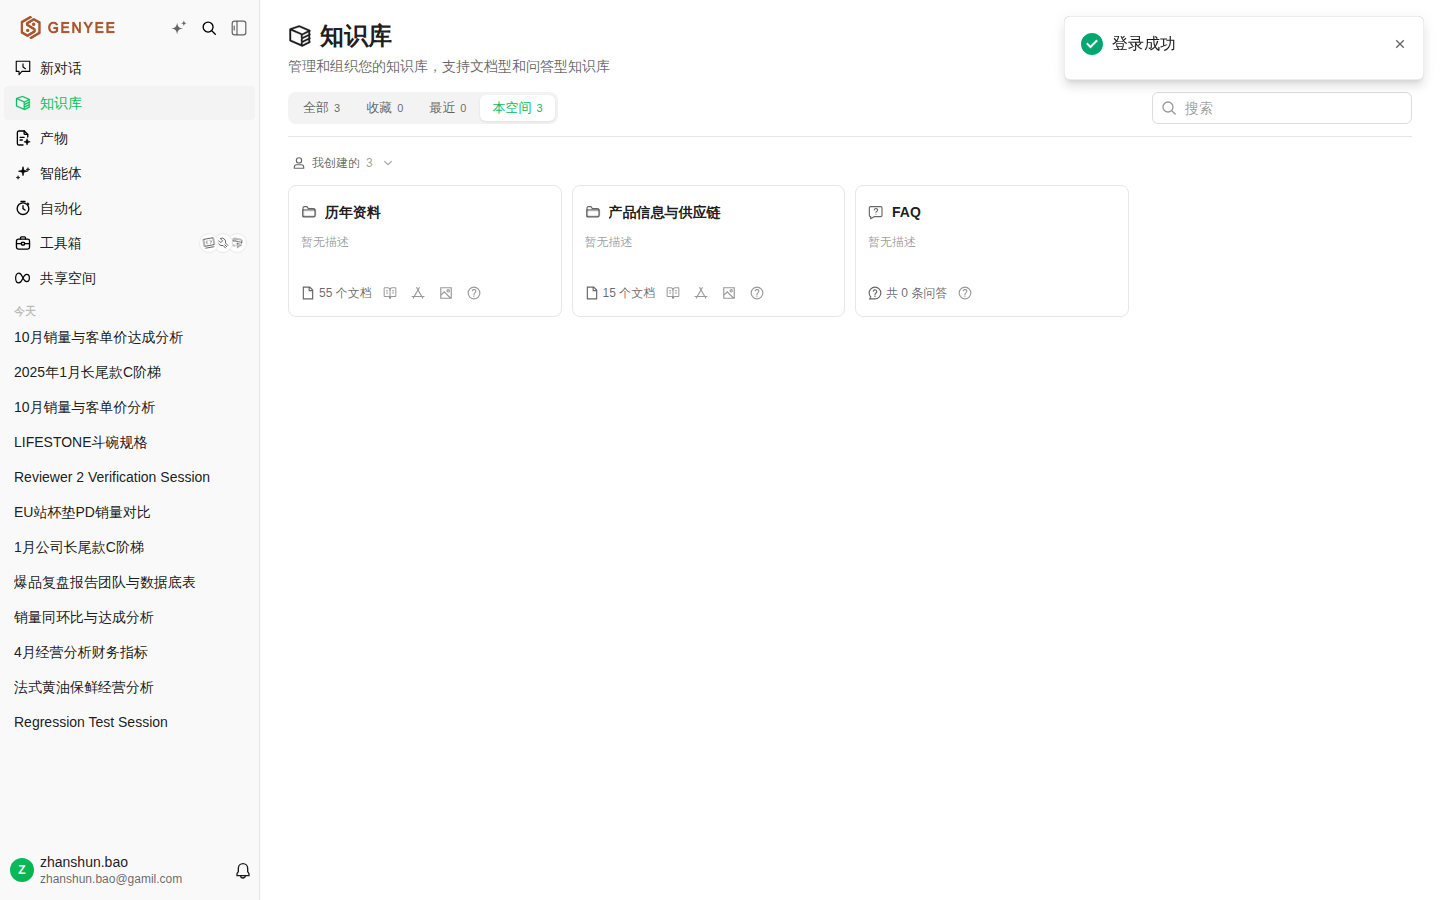 GENYEE
新对话
知识库
产物
智能体
自动化
工具箱
共享空间
今天
10月销量与客单价达成分析
2025年1月长尾款C阶梯
10月销量与客单价分析
LIFESTONE斗碗规格
Reviewer 2 Verification Session
EU站杯垫PD销量对比
1月公司长尾款C阶梯
爆品复盘报告团队与数据底表
销量同环比与达成分析
4月经营分析财务指标
法式黄油保鲜经营分析
Regression Test Session
Z
zhanshun.bao
zhanshun.bao@gamil.com
知识库
管理和组织您的知识库，支持文档型和问答型知识库
全部 3 收藏 0 最近 0 本空间 3
搜索
登录成功
我创建的 3
历年资料
暂无描述
55 个文档
产品信息与供应链
暂无描述
15 个文档
FAQ
暂无描述
共 0 条问答